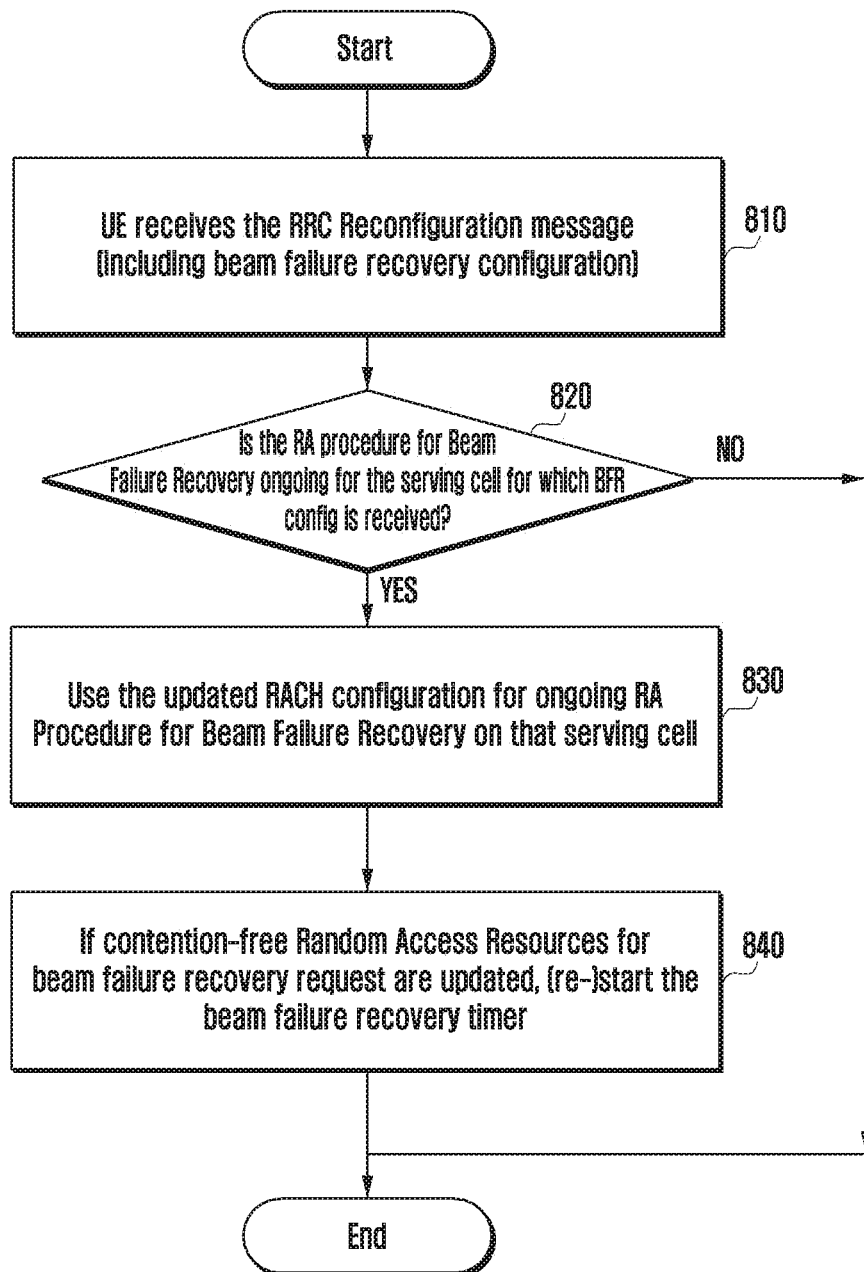 Start
UE receives the RRC Reconfiguration message
(including beam failure recovery configuration)
810
820
Is the RA procedure for Beam
Failure Recovery ongoing for the serving cell for which BFR
config is received?
NO
YES
Use the updated RACH configuration for ongoing RA
Procedure for Beam Failure Recovery on that serving cell
830
If contention-free Random Access Resources for
beam failure recovery request are updated, (re-)start the
beam failure recovery timer
840
End